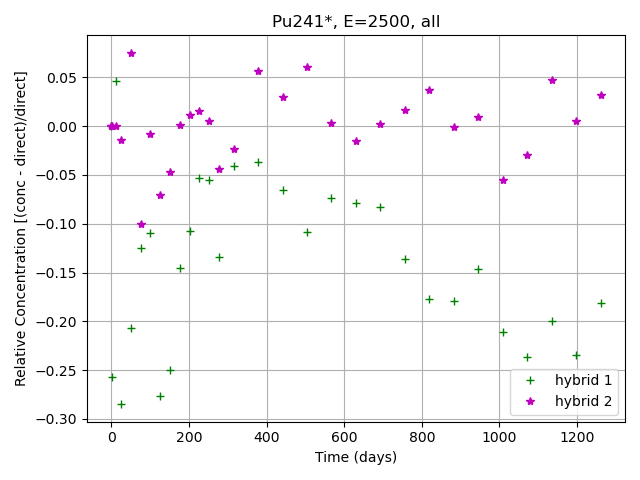 Pu241*, E=2500, all
Relative Concentration [(conc - direct)/direct]
0.05
0.00
−0.05
−0.10
−0.15
−0.20
−0.25
−0.30
hybrid 1
hybrid 2
0 200 400 600 800 1000 1200
Time (days)